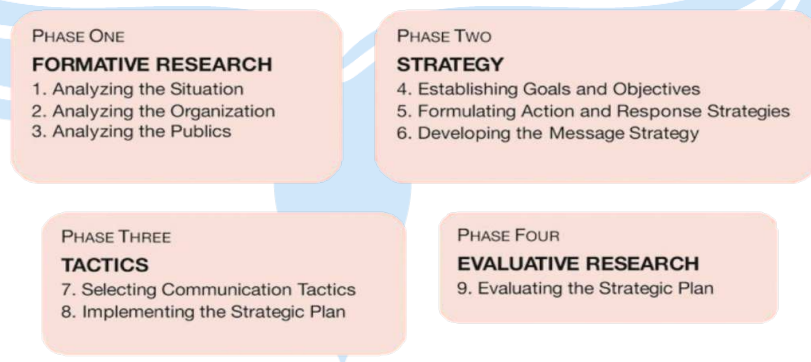 PHASE ONE
FORMATIVE RESEARCH
1. Analyzing the Situation
2. Analyzing the Organization
3. Analyzing the Publics
PHASE TWO
STRATEGY
4. Establishing Goals and Objectives
5. Formulating Action and Response Strategies
6. Developing the Message Strategy
PHASE THREE
TACTICS
7. Selecting Communication Tactics
8. Implementing the Strategic Plan
PHASE FOUR
EVALUATIVE RESEARCH
9. Evaluating the Strategic Plan